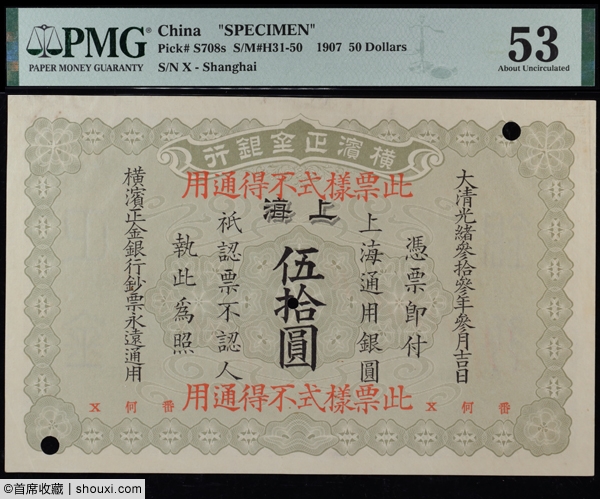 PMG
PAPER MONEY GUARANTY
China "SPECIMEN"
Pick# S708s S/M#H31-50 1907 50 Dollars
S/N X - Shanghai
53
About Uncirculated
橫濱正金銀行
此票樣式不得通用
上海
大清光緒參拾參年參月吉日
憑票即付
上海通用銀圓
伍拾圓
祇認票不認人
執此爲照
橫濱正金銀行鈔票永遠通用
此票樣式不得通用
番何 X
番何 X
@首席收藏 | shouxi.com